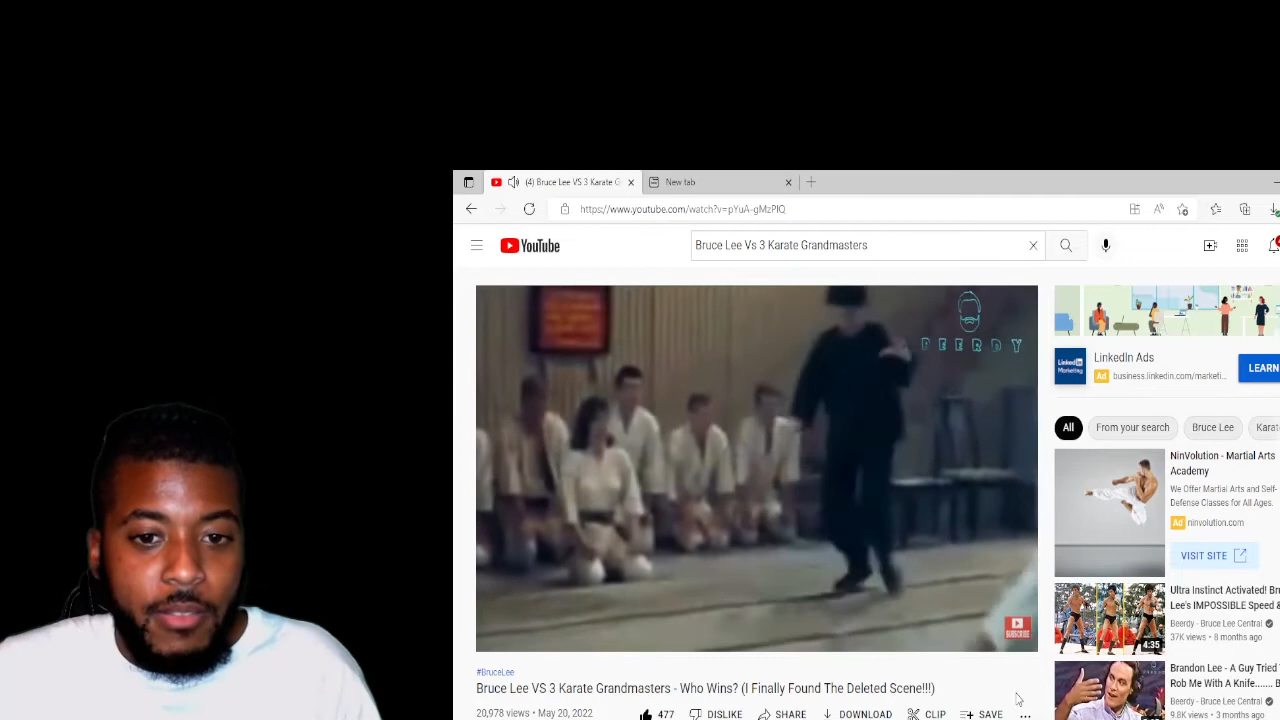 (4) Bruce Lee VS 3 Karate G
New tab
https://www.youtube.com/watch?v=pYuA-gMzPIQ
YouTube
Bruce Lee Vs 3 Karate Grandmasters
BEERDY
SUBSCRIBE
#BruceLee
Bruce Lee VS 3 Karate Grandmasters - Who Wins? (I Finally Found The Deleted Scene!!!)
20,978 views • May 20, 2022
477
DISLIKE
SHARE
DOWNLOAD
CLIP
SAVE
LinkedIn
Marketing
LinkedIn Ads
Ad business.linkedin.com/marketi...
LEARN
All
From your search
Bruce Lee
Karat
NinVolution - Martial Arts
Academy
We Offer Martial Arts and Self-
Defense Classes for All Ages.
Ad ninvolution.com
VISIT SITE
4:35
Ultra Instinct Activated! Br
Lee's IMPOSSIBLE Speed &
Beerdy - Bruce Lee Central
37K views • 8 months ago
Brandon Lee - A Guy Tried
On Me With A Knife...... B
Beerdy - Bruce Lee Central
9.8K views • 3 months ago